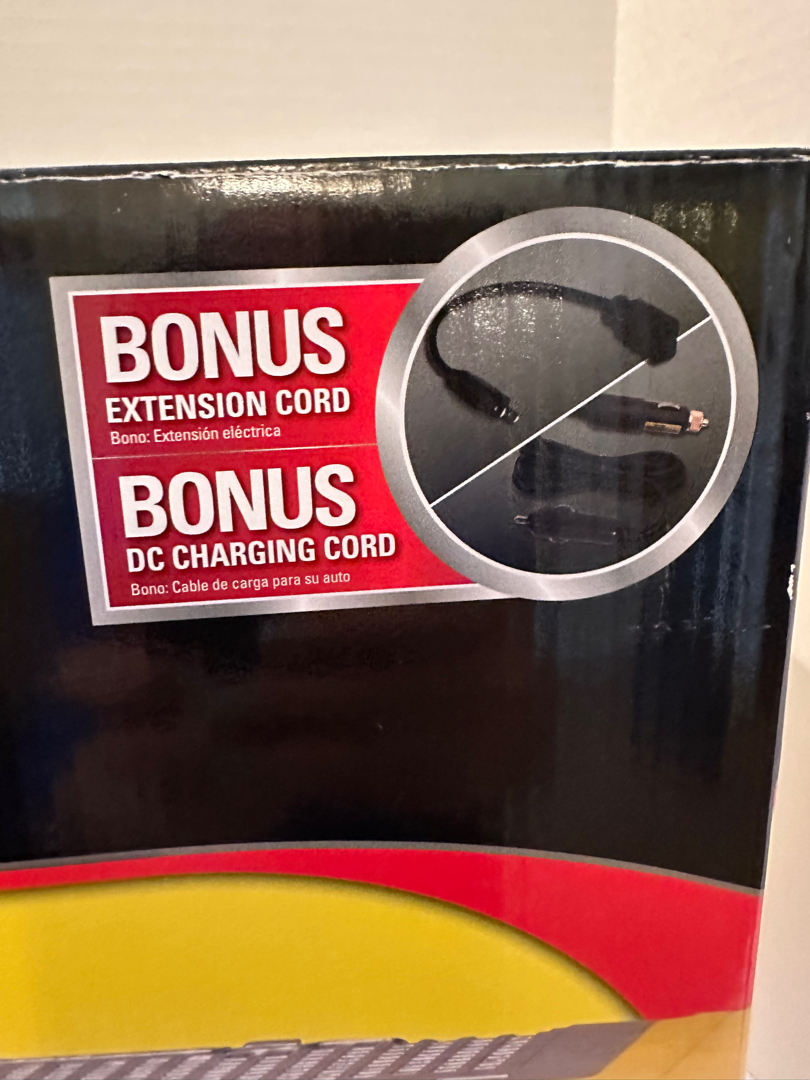 BONUS
EXTENSION CORD
Bono: Extensión eléctrica
BONUS
DC CHARGING CORD
Bono: Cable de carga para su auto